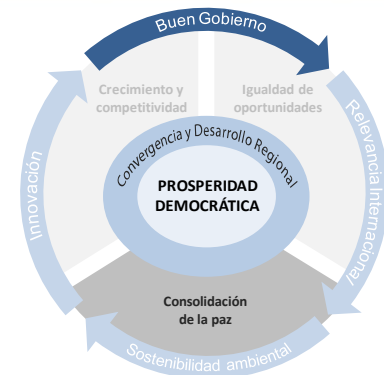 Buen Gobierno
Crecimiento y
competitividad
Igualdad de
oportunidades
Innovación
Relevancia Internacional
Convergencia y Desarrollo Regional
PROSPERIDAD
DEMOCRÁTICA
Consolidación
de la paz
Sostenibilidad ambiental